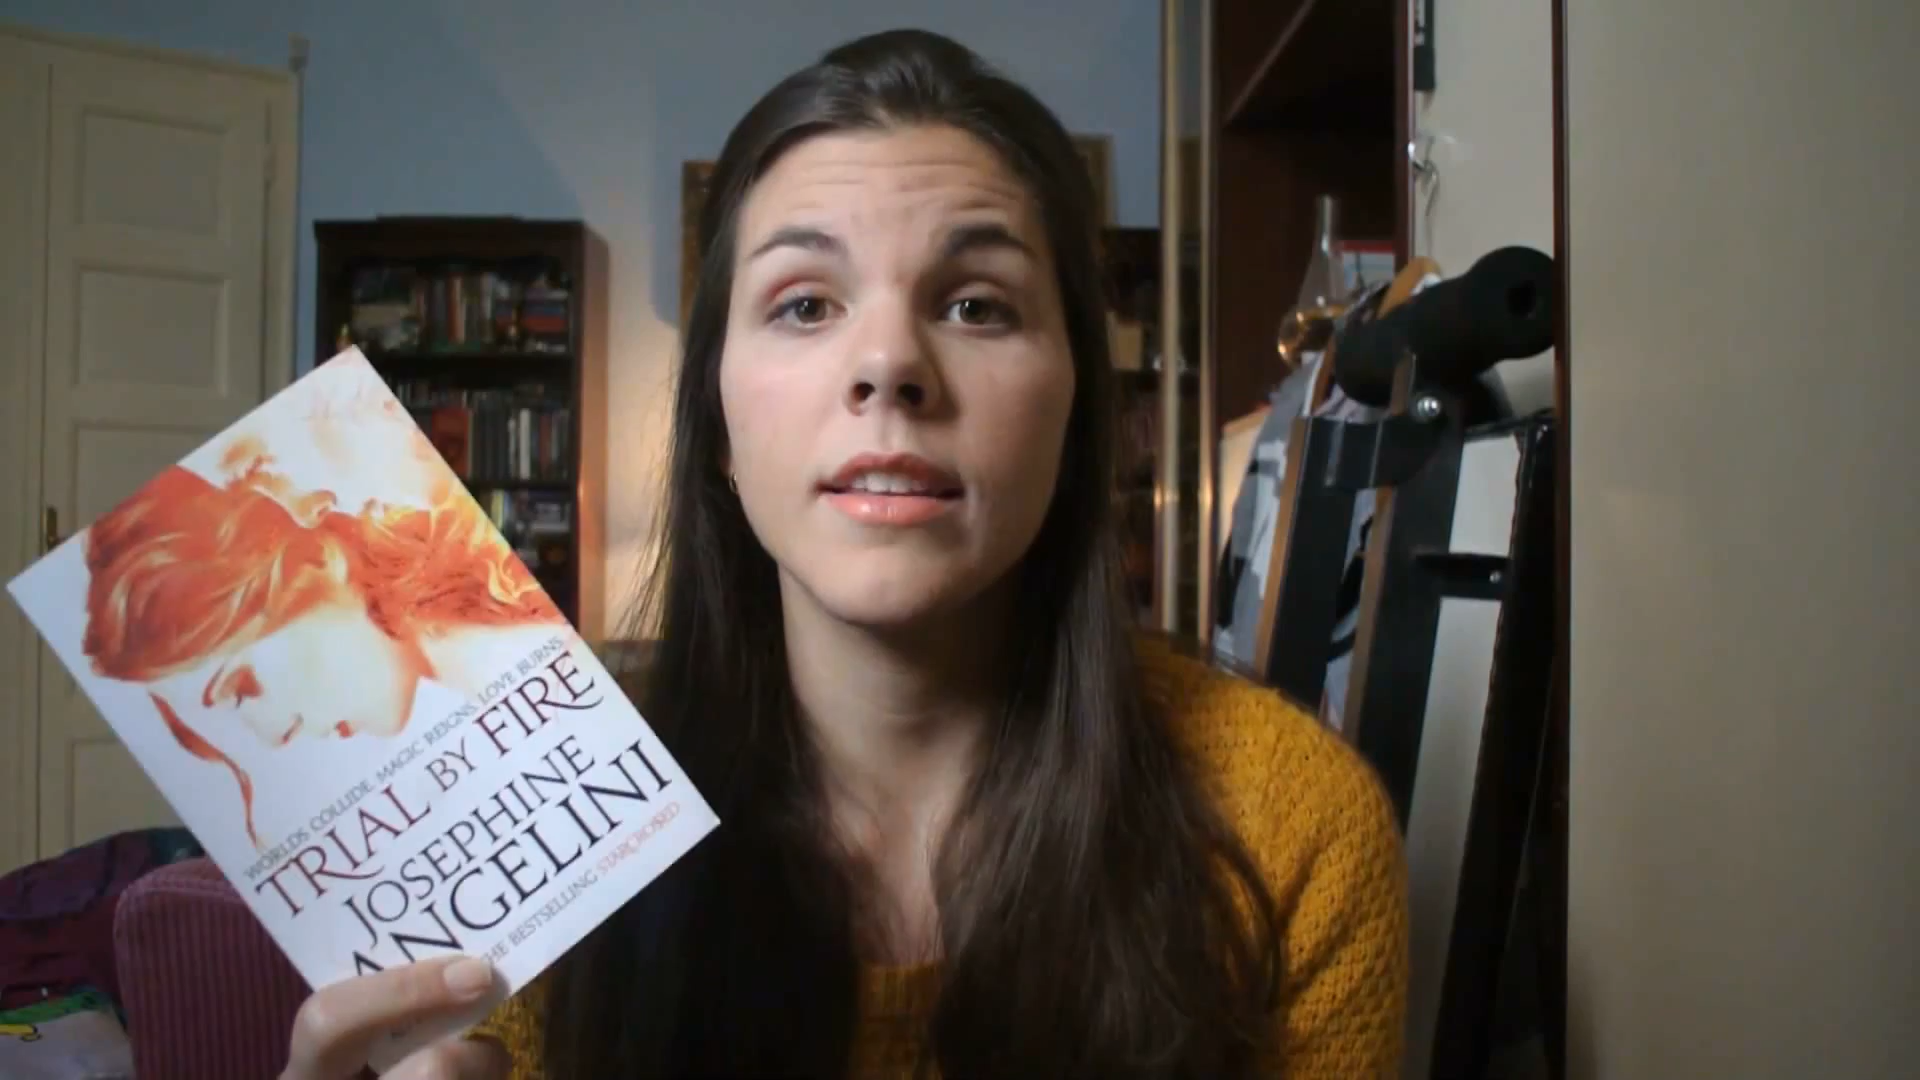 WORLDS COLLIDE. MAGIC REIGNS. LOVE BURNS.
TRIAL BY FIRE
JOSEPHINE
ANGELINI
THE BESTSELLING STARCROSSED